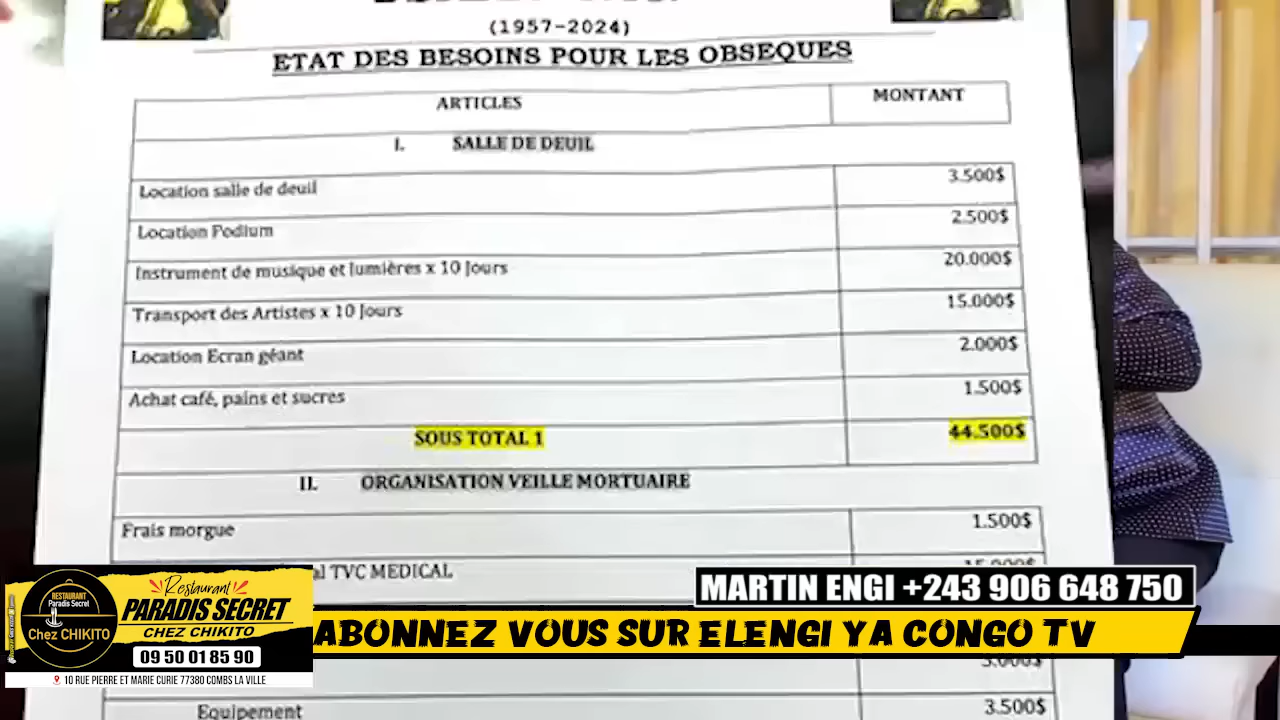 (1957-2024)
ETAT DES BESOINS POUR LES OBSEQUES
ARTICLES MONTANT
I. SALLE DE DEUIL
Location salle de deuil 3.500$
Location Podium 2.500$
Instrument de musique et lumières x 10 Jours 20.000$
Transport des Artistes x 10 Jours 15.000$
Location Ecran géant 2.000$
Achat café, pains et sucres 1.500$
SOUS TOTAL 1 44.500$
II. ORGANISATION VEILLE MORTUAIRE
Frais morgue 1.500$
TVC MEDICAL
3.000$
Equipement 3.500$
MARTIN ENGI +243 906 648 750
ABONNEZ VOUS SUR ELENGI YA CONGO TV
RESTAURANT
Paradis Secret
Chez CHIKITO
Restaurant
PARADIS SECRET
CHEZ CHIKITO
09 50 01 85 90
10 RUE PIERRE ET MARIE CURIE 77380 COMBS LA VILLE